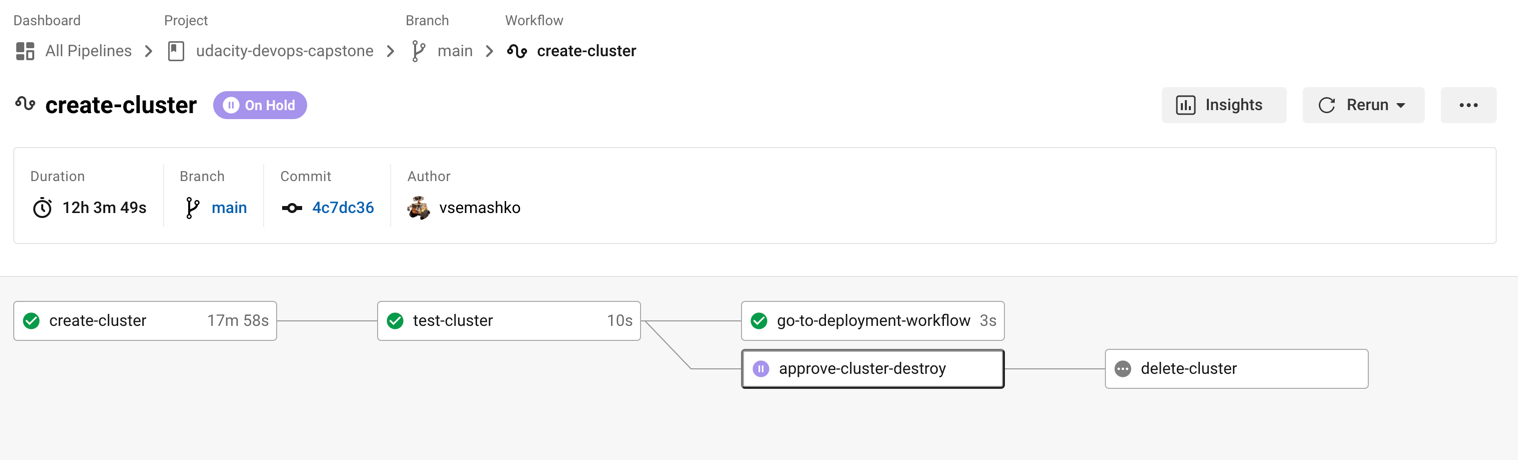 Dashboard Project Branch Workflow
All Pipelines udacity-devops-capstone main create-cluster
create-cluster On Hold Insights Rerun
Duration Branch Commit Author
12h 3m 49s main 4c7dc36 vsemashko
create-cluster 17m 58s test-cluster 10s go-to-deployment-workflow 3s
approve-cluster-destroy delete-cluster